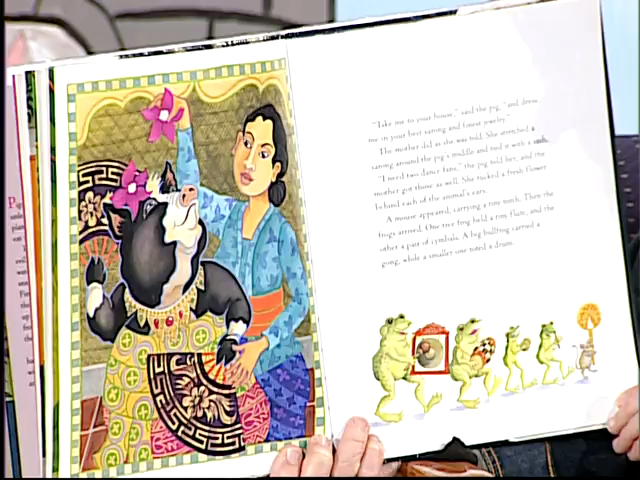 "Take me to your house," said the pig, "and dress
me in your best sarong and finest jewelry."
The mother did as she was told. She stretched a
sarong around the pig's middle and tied it with a sash.
"I need two dance fans," the pig told her, and the
mother got those as well. She tucked a fresh flower
behind each of the animal's ears.
A mouse appeared, carrying a tiny torch. Then the
frogs arrived. One tree frog held a tiny flute, and the
other a pair of cymbals. A big bullfrog carried a
gong, while a smaller one toted a drum.